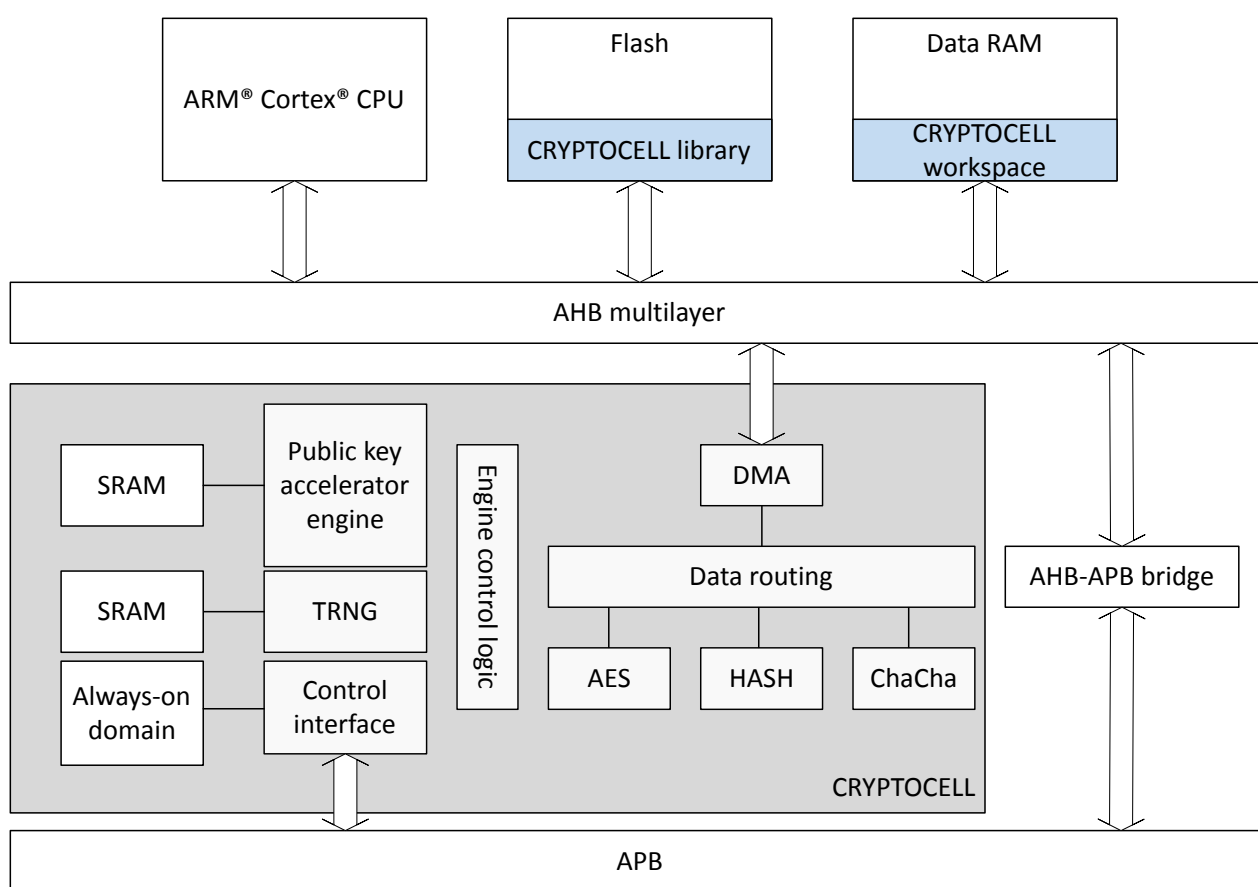 ARM® Cortex® CPU
Flash
CRYPTOCELL library
Data RAM
CRYPTOCELL
workspace
AHB multilayer
SRAM
Public key
accelerator
engine
Engine control logic
DMA
Data routing
AHB-APB bridge
SRAM
TRNG
AES
HASH
ChaCha
Always-on
domain
Control
interface
CRYPTOCELL
APB